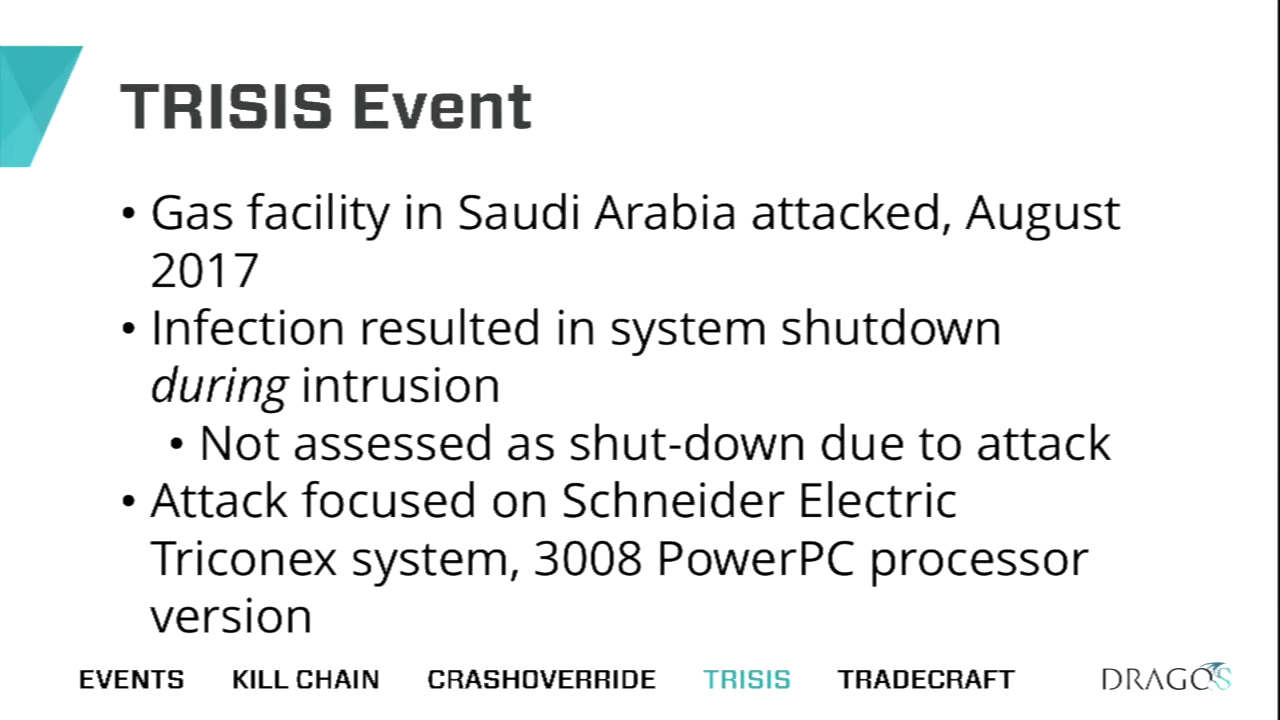 TRISIS Event
• Gas facility in Saudi Arabia attacked, August
2017
• Infection resulted in system shutdown
during intrusion
• Not assessed as shut-down due to attack
• Attack focused on Schneider Electric
Triconex system, 3008 PowerPC processor
version
EVENTS KILL CHAIN CRASHOVERRIDE TRISIS TRADECRAFT DRAGOS